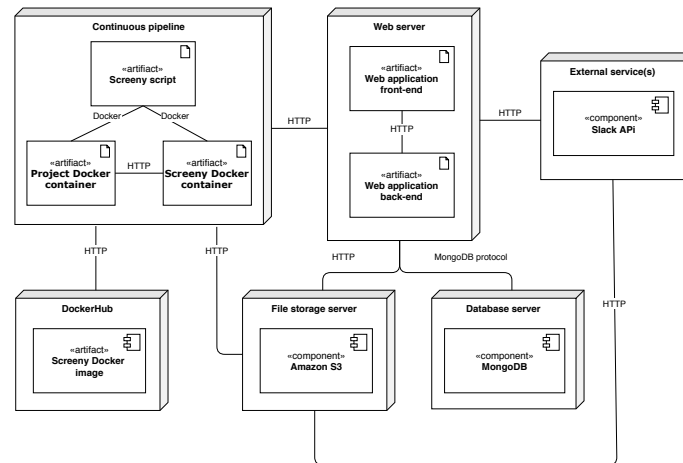 Continuous pipeline
«artifiact»
Screeny script
Docker
Docker
«artifiact»
Project Docker
container
HTTP
«artifiact»
Screeny Docker
container
HTTP
Web server
«artifact»
Web application
front-end
HTTP
«artifact»
Web application
back-end
HTTP
External service(s)
«component»
Slack APi
HTTP
HTTP
HTTP
MongoDB protocol
HTTP
DockerHub
«artifact»
Screeny Docker
image
File storage server
«component»
Amazon S3
Database server
«component»
MongoDB